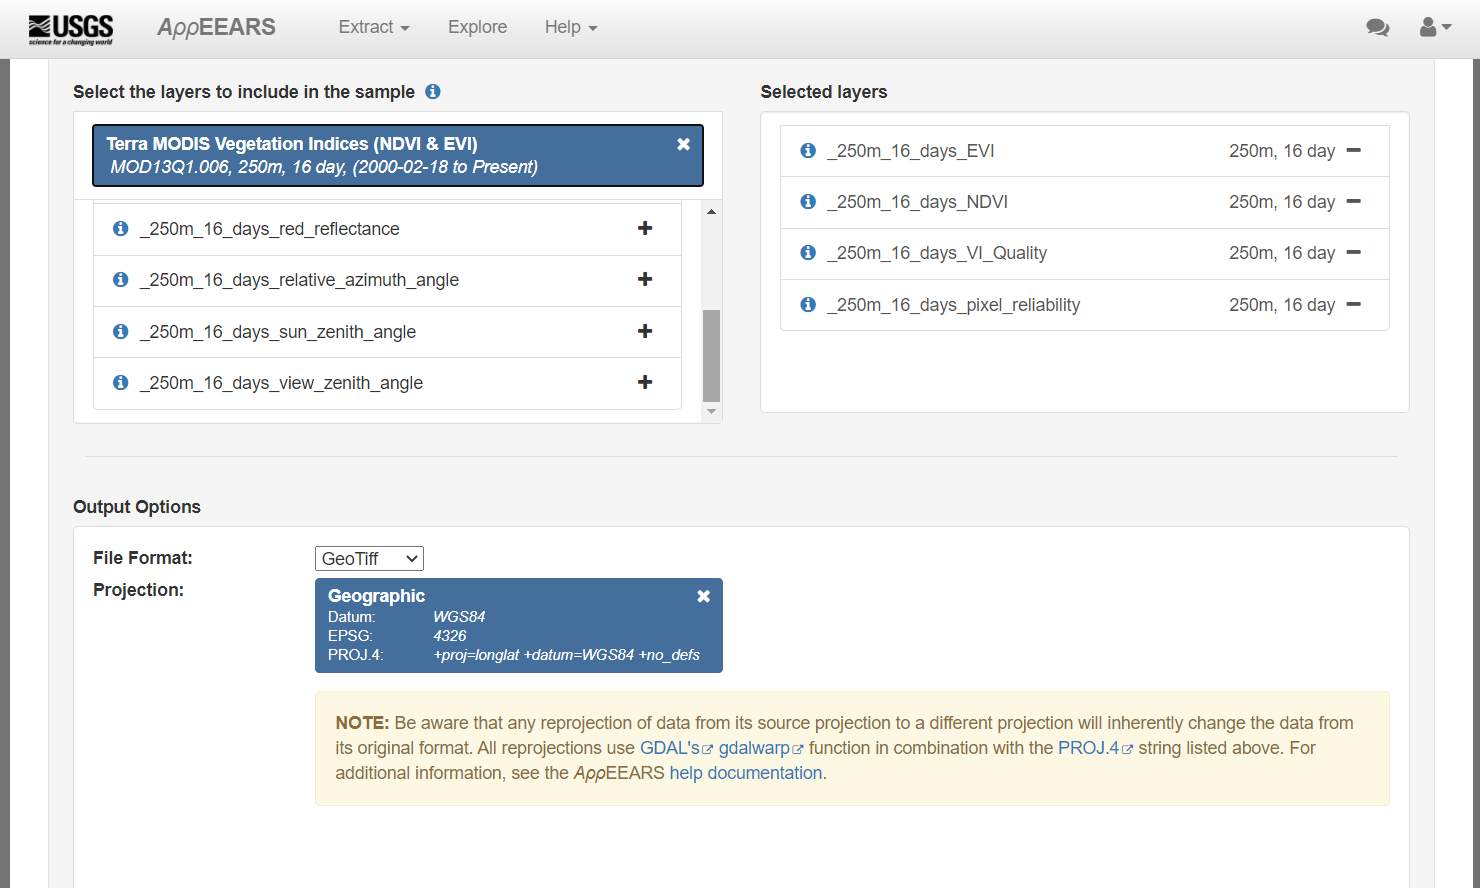 USGS
science for a changing world
AppEEARS
Extract
Explore
Help
Select the layers to include in the sample
Selected layers
Terra MODIS Vegetation Indices (NDVI & EVI)
MOD13Q1.006, 250m, 16 day, (2000-02-18 to Present)
_250m_16_days_red_reflectance
_250m_16_days_relative_azimuth_angle
_250m_16_days_sun_zenith_angle
_250m_16_days_view_zenith_angle
_250m_16_days_EVI 250m, 16 day
_250m_16_days_NDVI 250m, 16 day
_250m_16_days_VI_Quality 250m, 16 day
_250m_16_days_pixel_reliability 250m, 16 day
Output Options
File Format: GeoTiff
Projection:
Geographic
Datum: WGS84
EPSG: 4326
PROJ.4: +proj=longlat +datum=WGS84 +no_defs
NOTE: Be aware that any reprojection of data from its source projection to a different projection will inherently change the data from
its original format. All reprojections use GDAL's gdalwarp function in combination with the PROJ.4 string listed above. For
additional information, see the AppEEARS help documentation.